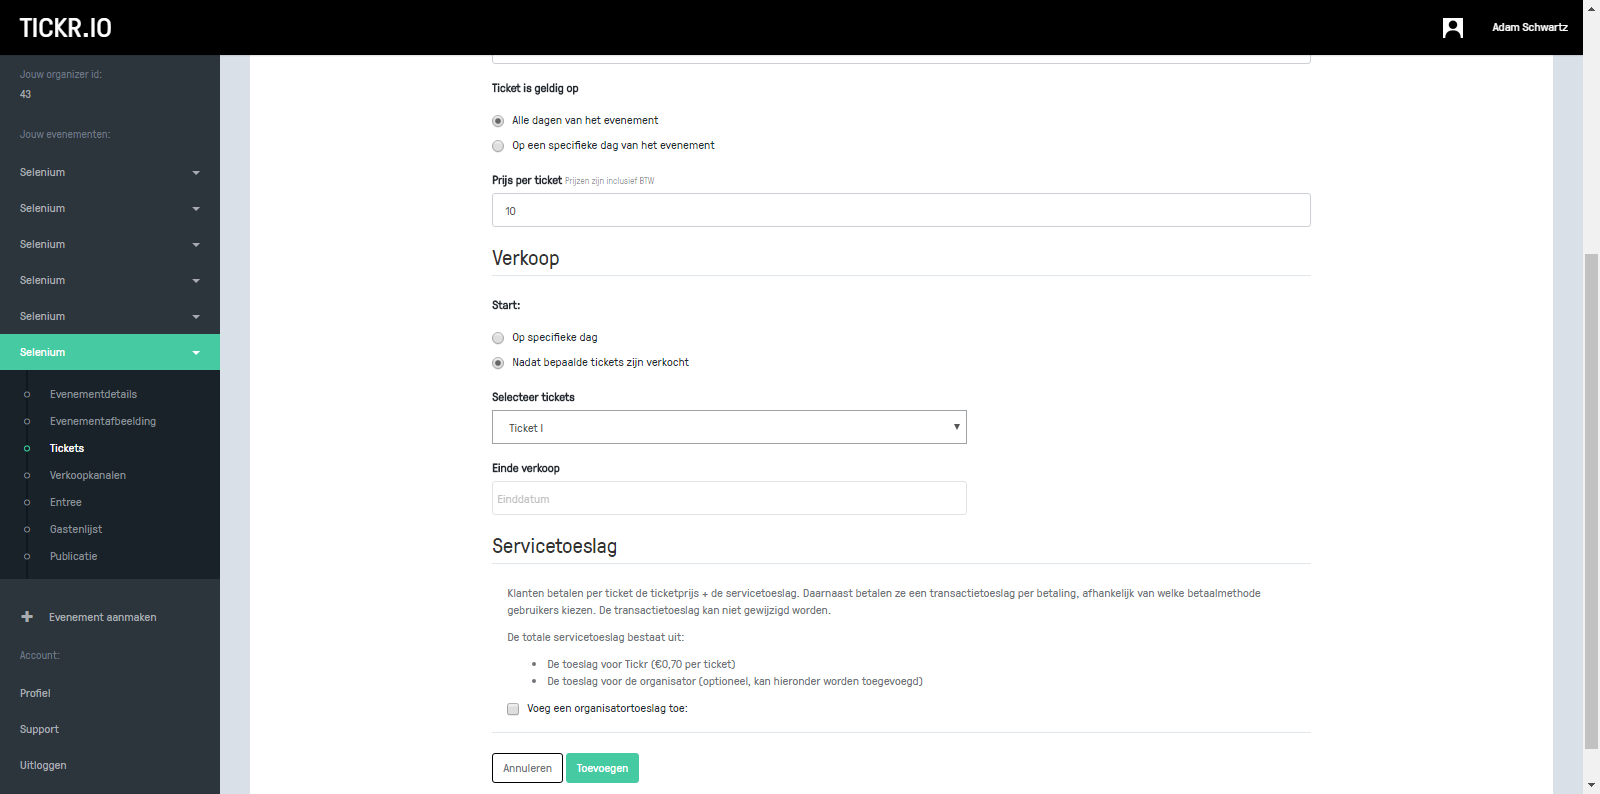 TICKR.IO
Adam Schwartz
Jouw organizer id:
43
Jouw evenementen:
Selenium
Selenium
Selenium
Selenium
Selenium
Selenium
Evenementdetails
Evenementafbeelding
Tickets
Verkoopkanalen
Entree
Gastenlijst
Publicatie
Evenement aanmaken
Account:
Profiel
Support
Uitloggen
Ticket is geldig op
Alle dagen van het evenement
Op een specifieke dag van het evenement
Prijs per ticket Prijzen zijn inclusief BTW
10
Verkoop
Start:
Op specifieke dag
Nadat bepaalde tickets zijn verkocht
Selecteer tickets
Ticket I
Einde verkoop
Einddatum
Servicetoeslag
Klanten betalen per ticket de ticketprijs + de servicetoeslag. Daarnaast betalen ze een transactietoeslag per betaling, afhankelijk van welke betaalmethode
gebruikers kiezen. De transactietoeslag kan niet gewijzigd worden.
De totale servicetoeslag bestaat uit:
• De toeslag voor Tickr (€0,70 per ticket)
• De toeslag voor de organisator (optioneel, kan hieronder worden toegevoegd)
Voeg een organisatortoeslag toe:
Annuleren
Toevoegen